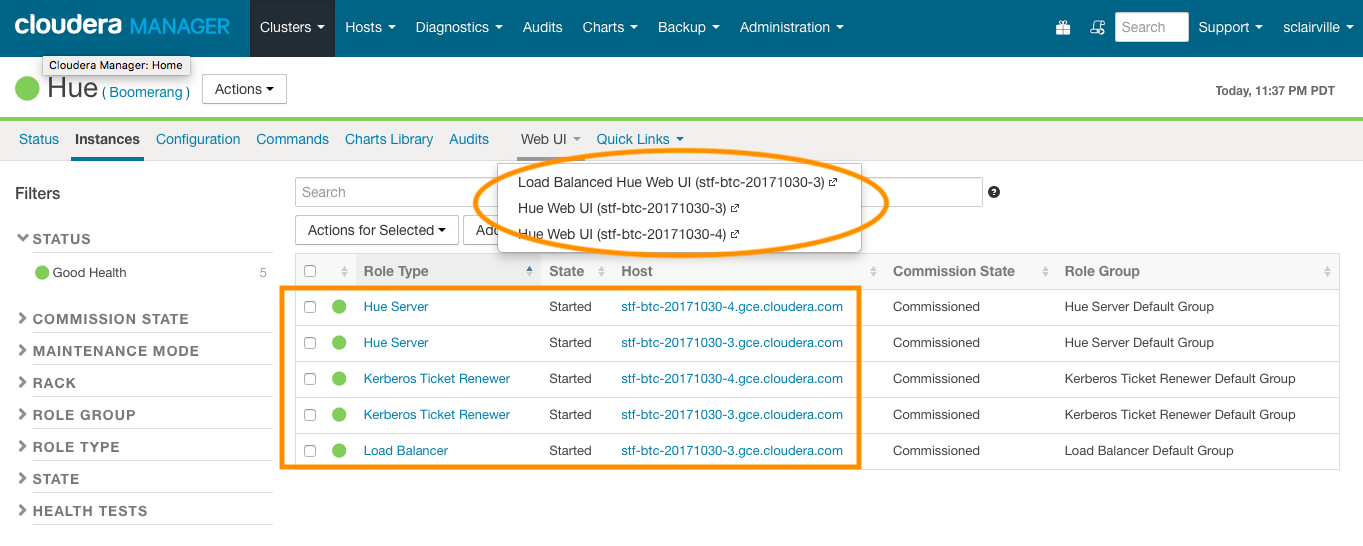 cloudera MANAGER Clusters Hosts Diagnostics Audits Charts Backup Administration Search Support sclairville
Cloudera Manager: Home
Hue ( Boomerang ) Actions Today, 11:37 PM PDT
Status Instances Configuration Commands Charts Library Audits Web UI Quick Links
Load Balanced Hue Web UI (stf-btc-20171030-3)
Hue Web UI (stf-btc-20171030-3)
Hue Web UI (stf-btc-20171030-4)
Filters
Search
STATUS
Good Health 5
COMMISSION STATE
MAINTENANCE MODE
RACK
ROLE GROUP
ROLE TYPE
STATE
HEALTH TESTS
Actions for Selected
Role Type State Host Commission State Role Group
Hue Server Started stf-btc-20171030-4.gce.cloudera.com Commissioned Hue Server Default Group
Hue Server Started stf-btc-20171030-3.gce.cloudera.com Commissioned Hue Server Default Group
Kerberos Ticket Renewer Started stf-btc-20171030-4.gce.cloudera.com Commissioned Kerberos Ticket Renewer Default Group
Kerberos Ticket Renewer Started stf-btc-20171030-3.gce.cloudera.com Commissioned Kerberos Ticket Renewer Default Group
Load Balancer Started stf-btc-20171030-3.gce.cloudera.com Commissioned Load Balancer Default Group